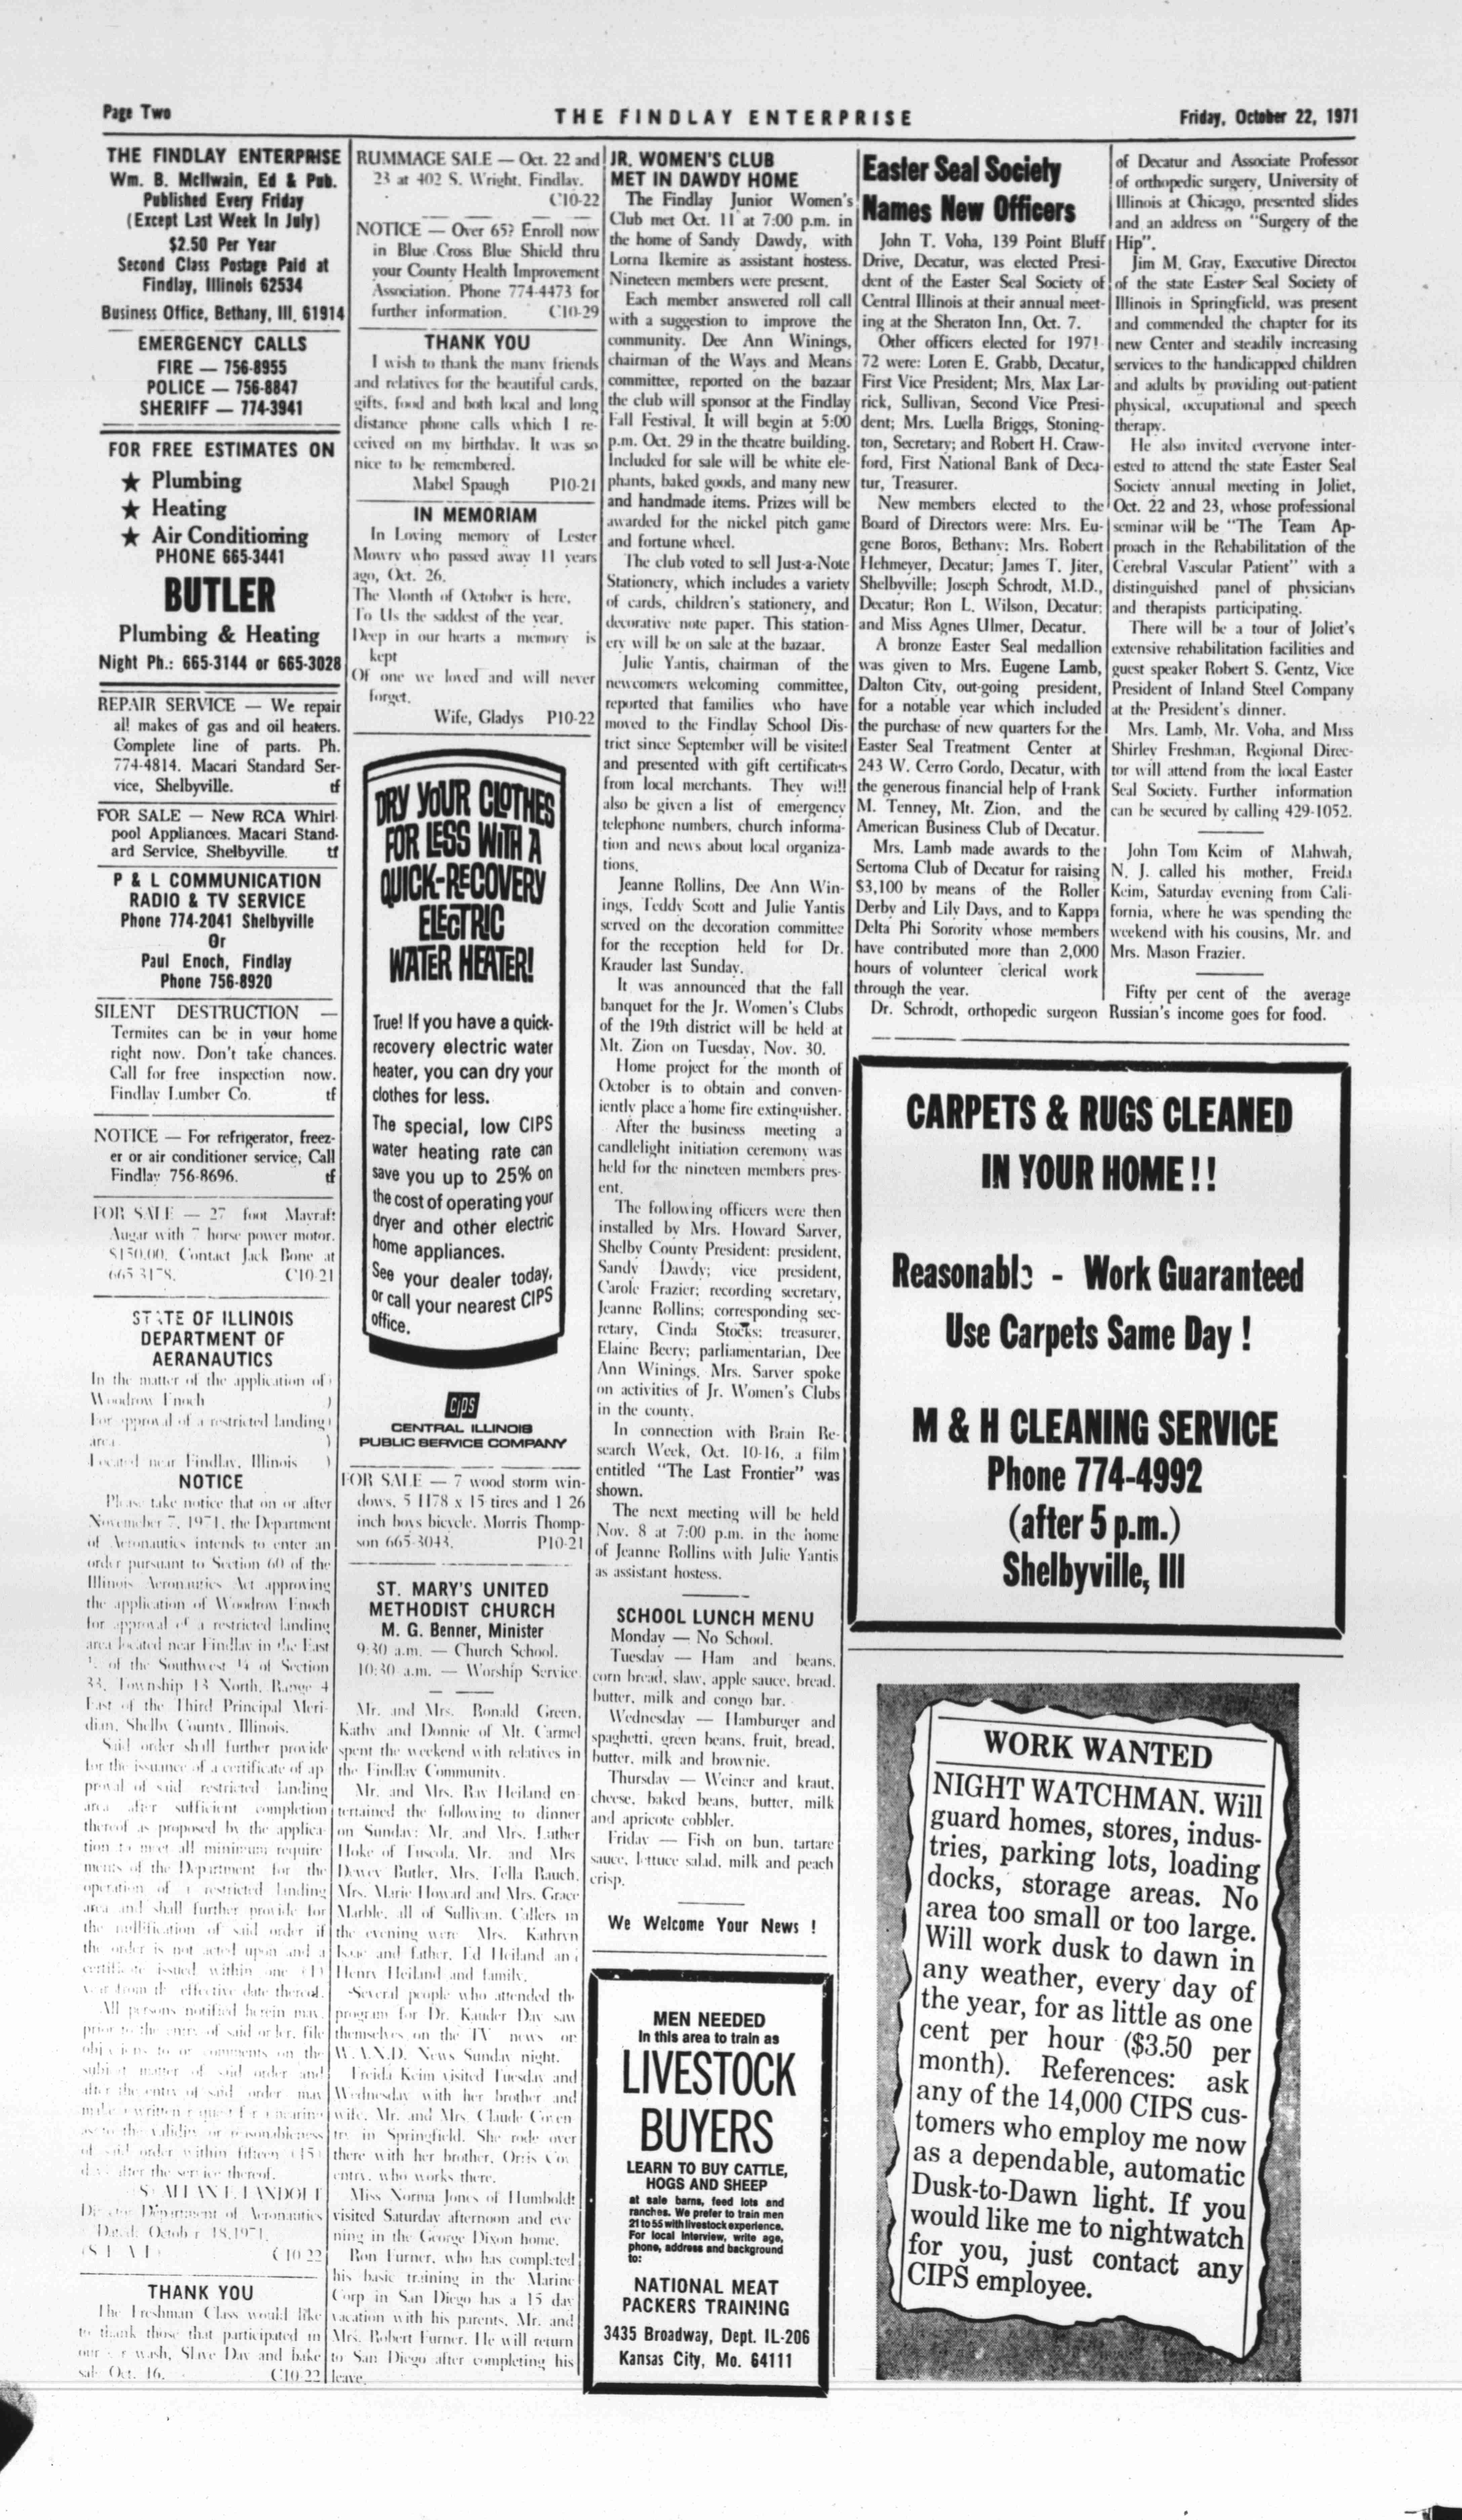 Page Two
THE FINDLAY ENTERPRISE
Friday, October 22, 1971
THE FINDLAY ENTERPRISE
Wm. B. McIlwain, Ed & Pub.
Published Every Friday
(Except Last Week In July)
$2.50 Per Year
Second Class Postage Paid at
Findlay, Illinois 62534
Business Office, Bethany, Ill. 61914
EMERGENCY CALLS
FIRE — 756-8955
POLICE — 756-8847
SHERIFF — 774-3941
FOR FREE ESTIMATES ON
★ Plumbing
★ Heating
★ Air Conditioning
PHONE 665-3441
BUTLER
Plumbing & Heating
Night Ph.: 665-3144 or 665-3028
REPAIR SERVICE — We repair
all makes of gas and oil heaters.
Complete line of parts. Ph.
774-4814. Macari Standard Ser-
vice, Shelbyville. tf
FOR SALE — New RCA Whirl-
pool Appliances. Macari Stand-
ard Service, Shelbyville. tf
P & L COMMUNICATION
RADIO & TV SERVICE
Phone 774-2041 Shelbyville
Or
Paul Enoch, Findlay
Phone 756-8920
SILENT DESTRUCTION —
Termites can be in your home
right now. Don't take chances.
Call for free inspection now.
Findlay Lumber Co. tf
NOTICE — For refrigerator, freez-
er or air conditioner service, Call
Findlay 756-8696. tf
FOR SALE — 27 foot Mayrath
Augar with 7 horse power motor.
$150.00. Contact Jack Bone at
665-3178. C10-21
STATE OF ILLINOIS
DEPARTMENT OF
AERANAUTICS
In the matter of the application of )
Woodrow Enoch )
For approval of a restricted landing )
area )
Located near Findlay, Illinois )
NOTICE
Please take notice that on or after
Novemeber 7, 1971, the Department
of Aeronautics intends to enter an
order pursuant to Section 60 of the
Illinois Aeronautics Act approving
the application of Woodrow Enoch
for approval of a restricted landing
area located near Findlay in the East
½ of the Southwest ¼ of Section
33, Township 13 North, Range 4
East of the Third Principal Meri-
dian, Shelby County, Illinois.
Said order shall further provide
for the issuance of a certificate of ap-
proval of said restricted landing
area after sufficient completion
thereof as proposed by the applica-
tion to meet all minimum require-
ments of the Department for the
operation of a restricted landing
area and shall further provide for
the nullification of said order if
the order is not acted upon and a
certificate issued within one (1)
year from the effective date thereof.
All persons notified herein may,
prior to the entry of said order, file
objections to or comments on the
subject matter of said order and
after the entry of said order may
make a written request for a hearing
as to the validity or reasonableness
of said order within fifteen (15)
days after the service thereof.
S/ ALLAN E. LANDOLT
Director Department of Aeronautics
Dated: October 18, 1971.
(SEAL) C10-22
THANK YOU
The Freshman Class would like
to thank those that participated in
our car wash, Slave Day and bake
sale Oct. 16. C10-22
RUMMAGE SALE — Oct. 22 and
23 at 402 S. Wright, Findlay.
C10-22
NOTICE — Over 65? Enroll now
in Blue Cross Blue Shield thru
your County Health Improvement
Association. Phone 774-4473 for
further information. C10-29
THANK YOU
I wish to thank the many friends
and relatives for the beautiful cards,
gifts, food and both local and long
distance phone calls which I re-
ceived on my birthday. It was so
nice to be remembered.
Mabel Spaugh P10-21
IN MEMORIAM
In Loving memory of Lester
Mowry who passed away 11 years
ago, Oct. 26.
The Month of October is here,
To Us the saddest of the year.
Deep in our hearts a memory is
kept
Of one we loved and will never
forget.
Wife, Gladys P10-22
DRY YOUR CLOTHES
FOR LESS WITH A
QUICK-RECOVERY
ELECTRIC
WATER HEATER!
True! If you have a quick-
recovery electric water
heater, you can dry your
clothes for less.
The special, low CIPS
water heating rate can
save you up to 25% on
the cost of operating your
dryer and other electric
home appliances.
See your dealer today,
or call your nearest CIPS
office.
CIPS
CENTRAL ILLINOIS
PUBLIC SERVICE COMPANY
FOR SALE — 7 wood storm win-
dows, 5 H78 x 15 tires and 1 26
inch boys bicycle. Morris Thomp-
son 665-3043. P10-21
ST. MARY'S UNITED
METHODIST CHURCH
M. G. Benner, Minister
9:30 a.m. — Church School.
10:30 a.m. — Worship Service.
Mr. and Mrs. Ronald Green,
Kathy and Donnie of Mt. Carmel
spent the weekend with relatives in
the Findlay Community.
Mr. and Mrs. Ray Heiland en-
tertained the following to dinner
on Sunday: Mr. and Mrs. Luther
Hoke of Tuscola, Mr. and Mrs
Dewey Butler, Mrs. Tella Rauch,
Mrs. Marie Howard and Mrs. Grace
Marble, all of Sullivan. Callers in
the evening were Mrs. Kathryn
Isaac and father, Ed Heiland and
Henry Heiland and family.
Several people who attended the
program for Dr. Kauder Day saw
themselves on the TV news on
W.A.N.D. News Sunday night.
Freida Keim visited Tuesday and
Wednesday with her brother and
wife, Mr. and Mrs. Claude Coven-
try in Springfield. She rode over
there with her brother, Orris Cov-
entry, who works there.
Miss Norma Jones of Humboldt
visited Saturday afternoon and eve-
ning in the George Dixon home.
Ron Furner, who has completed
his basic training in the Marine
Corp in San Diego has a 15 day
vacation with his parents, Mr. and
Mrs. Robert Furner. He will return
to San Diego after completing his
leave.
JR. WOMEN'S CLUB
MET IN DAWDY HOME
The Findlay Junior Women's
Club met Oct. 11 at 7:00 p.m. in
the home of Sandy Dawdy, with
Lorna Ikemire as assistant hostess.
Nineteen members were present.
Each member answered roll call
with a suggestion to improve the
community. Dee Ann Winings,
chairman of the Ways and Means
committee, reported on the bazaar
the club will sponsor at the Findlay
Fall Festival. It will begin at 5:00
p.m. Oct. 29 in the theatre building.
Included for sale will be white ele-
phants, baked goods, and many new
and handmade items. Prizes will be
awarded for the nickel pitch game
and fortune wheel.
The club voted to sell Just-a-Note
Stationery, which includes a variety
of cards, children's stationery, and
decorative note paper. This station-
ery will be on sale at the bazaar.
Julie Yantis, chairman of the
newcomers welcoming committee,
reported that families who have
moved to the Findlay School Dis-
trict since September will be visited
and presented with gift certificates
from local merchants. They will
also be given a list of emergency
telephone numbers, church informa-
tion and news about local organiza-
tions.
Jeanne Rollins, Dee Ann Win-
ings, Teddy Scott and Julie Yantis
served on the decoration committee
for the reception held for Dr.
Krauder last Sunday.
It was announced that the fall
banquet for the Jr. Women's Clubs
of the 19th district will be held at
Mt. Zion on Tuesday, Nov. 30.
Home project for the month of
October is to obtain and conven-
iently place a home fire extinguisher.
After the business meeting a
candlelight initiation ceremony was
held for the nineteen members pres-
ent.
The following officers were then
installed by Mrs. Howard Sarver,
Shelby County President: president,
Sandy Dawdy; vice president,
Carole Frazier; recording secretary,
Jeanne Rollins; corresponding sec-
retary, Cinda Stocks; treasurer,
Elaine Beery; parliamentarian, Dee
Ann Winings. Mrs. Sarver spoke
on activities of Jr. Women's Clubs
in the county.
In connection with Brain Re-
search Week, Oct. 10-16, a film
entitled "The Last Frontier" was
shown.
The next meeting will be held
Nov. 8 at 7:00 p.m. in the home
of Jeanne Rollins with Julie Yantis
as assistant hostess.
SCHOOL LUNCH MENU
Monday — No School.
Tuesday — Ham and beans,
corn bread, slaw, apple sauce, bread,
butter, milk and congo bar.
Wednesday — Hamburger and
spaghetti, green beans, fruit, bread,
butter, milk and brownie.
Thursday — Weiner and kraut,
cheese, baked beans, butter, milk
and apricote cobbler.
Friday — Fish on bun, tartare
sauce, lettuce salad, milk and peach
crisp.
We Welcome Your News !
MEN NEEDED
In this area to train as
LIVESTOCK
BUYERS
LEARN TO BUY CATTLE,
HOGS AND SHEEP
at sale barns, feed lots and
ranches. We prefer to train men
21 to 55 with livestock experience.
For local interview, write age,
phone, address and background
to:
NATIONAL MEAT
PACKERS TRAINING
3435 Broadway, Dept. IL-206
Kansas City, Mo. 64111
Easter Seal Society
Names New Officers
John T. Voha, 139 Point Bluff
Drive, Decatur, was elected Presi-
dent of the Easter Seal Society of
Central Illinois at their annual meet-
ing at the Sheraton Inn, Oct. 7.
Other officers elected for 1971-
72 were: Loren E. Grabb, Decatur,
First Vice President; Mrs. Max Lar-
rick, Sullivan, Second Vice Presi-
dent; Mrs. Luella Briggs, Stoning-
ton, Secretary; and Robert H. Craw-
ford, First National Bank of Deca-
tur, Treasurer.
New members elected to the
Board of Directors were: Mrs. Eu-
gene Boros, Bethany; Mrs. Robert
Hehmeyer, Decatur; James T. Jiter,
Shelbyville; Joseph Schrodt, M.D.,
Decatur; Ron L. Wilson, Decatur;
and Miss Agnes Ulmer, Decatur.
A bronze Easter Seal medallion
was given to Mrs. Eugene Lamb,
Dalton City, out-going president,
for a notable year which included
the purchase of new quarters for the
Easter Seal Treatment Center at
243 W. Cerro Gordo, Decatur, with
the generous financial help of Frank
M. Tenney, Mt. Zion, and the
American Business Club of Decatur.
Mrs. Lamb made awards to the
Sertoma Club of Decatur for raising
$3,100 by means of the Roller
Derby and Lily Days, and to Kappa
Delta Phi Sorority whose members
have contributed more than 2,000
hours of volunteer clerical work
through the year.
Dr. Schrodt, orthopedic surgeon
of Decatur and Associate Professor
of orthopedic surgery, University of
Illinois at Chicago, presented slides
and an address on "Surgery of the
Hip".
Jim M. Gray, Executive Director
of the state Easter Seal Society of
Illinois in Springfield, was present
and commended the chapter for its
new Center and steadily increasing
services to the handicapped children
and adults by providing out-patient
physical, occupational and speech
therapy.
He also invited everyone inter-
ested to attend the state Easter Seal
Society annual meeting in Joliet,
Oct. 22 and 23, whose professional
seminar will be "The Team Ap-
proach in the Rehabilitation of the
Cerebral Vascular Patient" with a
distinguished panel of physicians
and therapists participating.
There will be a tour of Joliet's
extensive rehabilitation facilities and
guest speaker Robert S. Gentz, Vice
President of Inland Steel Company
at the President's dinner.
Mrs. Lamb, Mr. Voha, and Miss
Shirley Freshman, Regional Direc-
tor will attend from the local Easter
Seal Society. Further information
can be secured by calling 429-1052.
John Tom Keim of Mahwah,
N. J. called his mother, Freida
Keim, Saturday evening from Cali-
fornia, where he was spending the
weekend with his cousins, Mr. and
Mrs. Mason Frazier.
Fifty per cent of the average
Russian's income goes for food.
CARPETS & RUGS CLEANED
IN YOUR HOME!!
Reasonable - Work Guaranteed
Use Carpets Same Day !
M & H CLEANING SERVICE
Phone 774-4992
(after 5 p.m.)
Shelbyville, Ill
WORK WANTED
NIGHT WATCHMAN. Will
guard homes, stores, indus-
tries, parking lots, loading
docks, storage areas. No
area too small or too large.
Will work dusk to dawn in
any weather, every day of
the year, for as little as one
cent per hour ($3.50 per
month). References: ask
any of the 14,000 CIPS cus-
tomers who employ me now
as a dependable, automatic
Dusk-to-Dawn light. If you
would like me to nightwatch
for you, just contact any
CIPS employee.